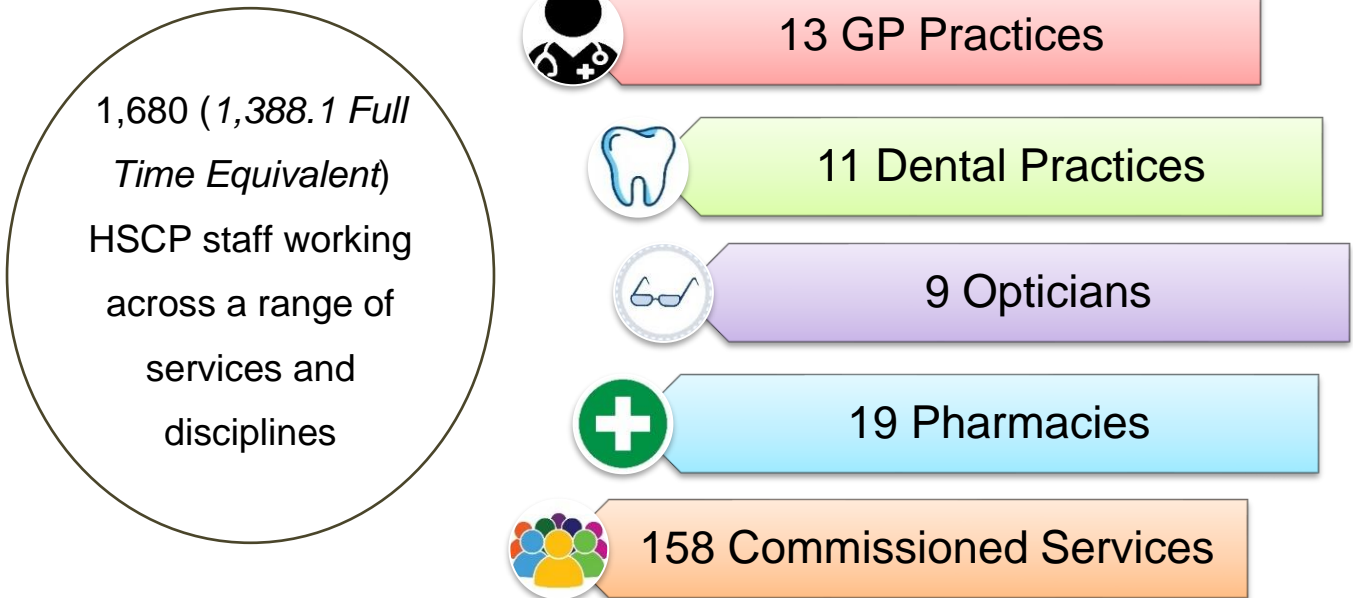 1,680 (1,388.1 Full
Time Equivalent)
HSCP staff working
across a range of
services and
disciplines
13 GP Practices
11 Dental Practices
9 Opticians
19 Pharmacies
158 Commissioned Services